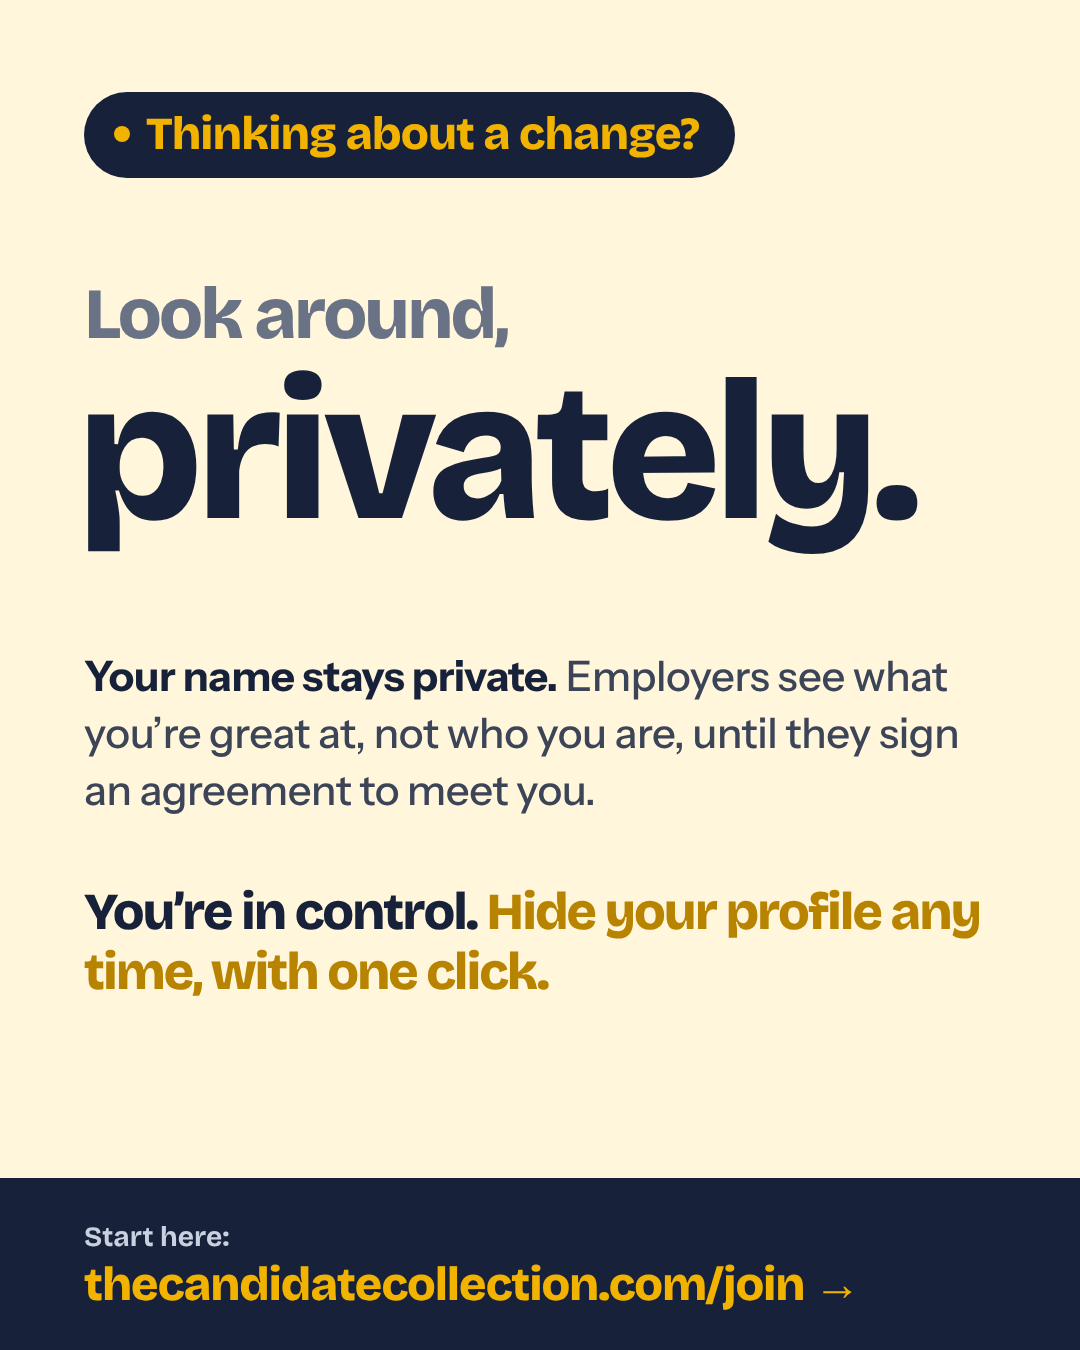 Thinking about a change?
Look around,
privately.
Your name stays private. Employers see what
you’re great at, not who you are, until they sign
an agreement to meet you.
You’re in control. Hide your profile any
time, with one click.
Start here:
thecandidatecollection.com/join →